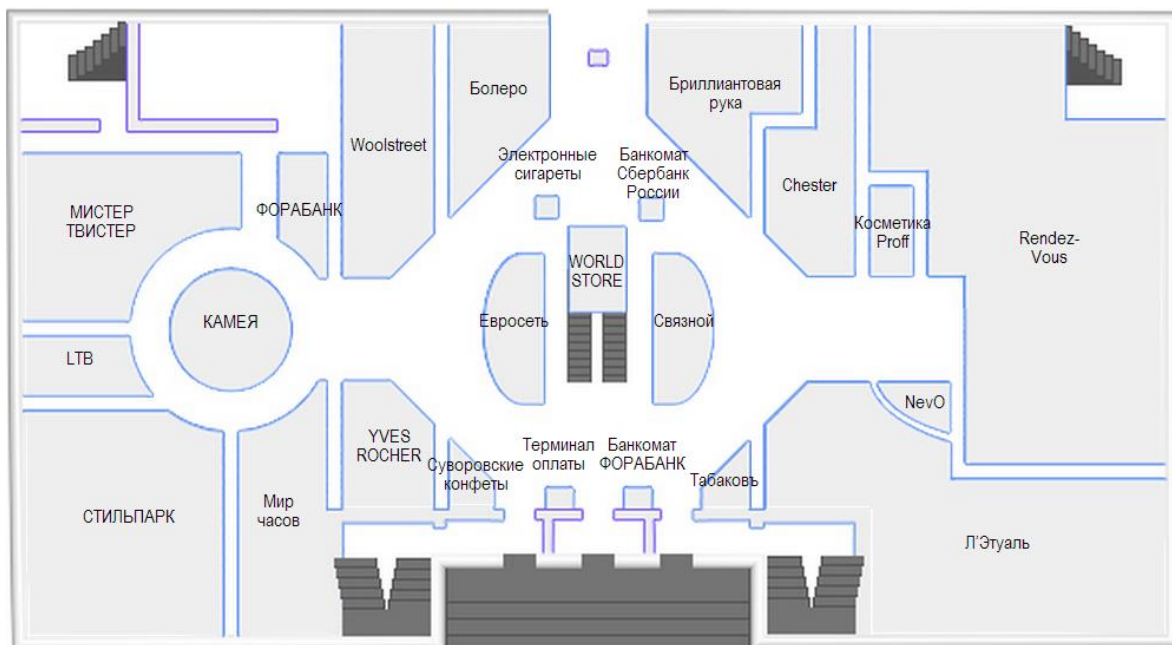 Болеро
Бриллиантовая
рука
Woolstreet
Электронные
сигареты
Банкомат
Сбербанк
России
Chester
МИСТЕР
ТВИСТЕР
ФОРАБАНК
Косметика
Proff
Rendez-
Vous
WORLD
STORE
КАМЕЯ
Евросеть
Связной
LTB
NevO
YVES
ROCHER
Суворовские
конфеты
Терминал
оплаты
Банкомат
ФОРАБАНК
Табаковъ
СТИЛЬПАРК
Мир
часов
Л'Этуаль